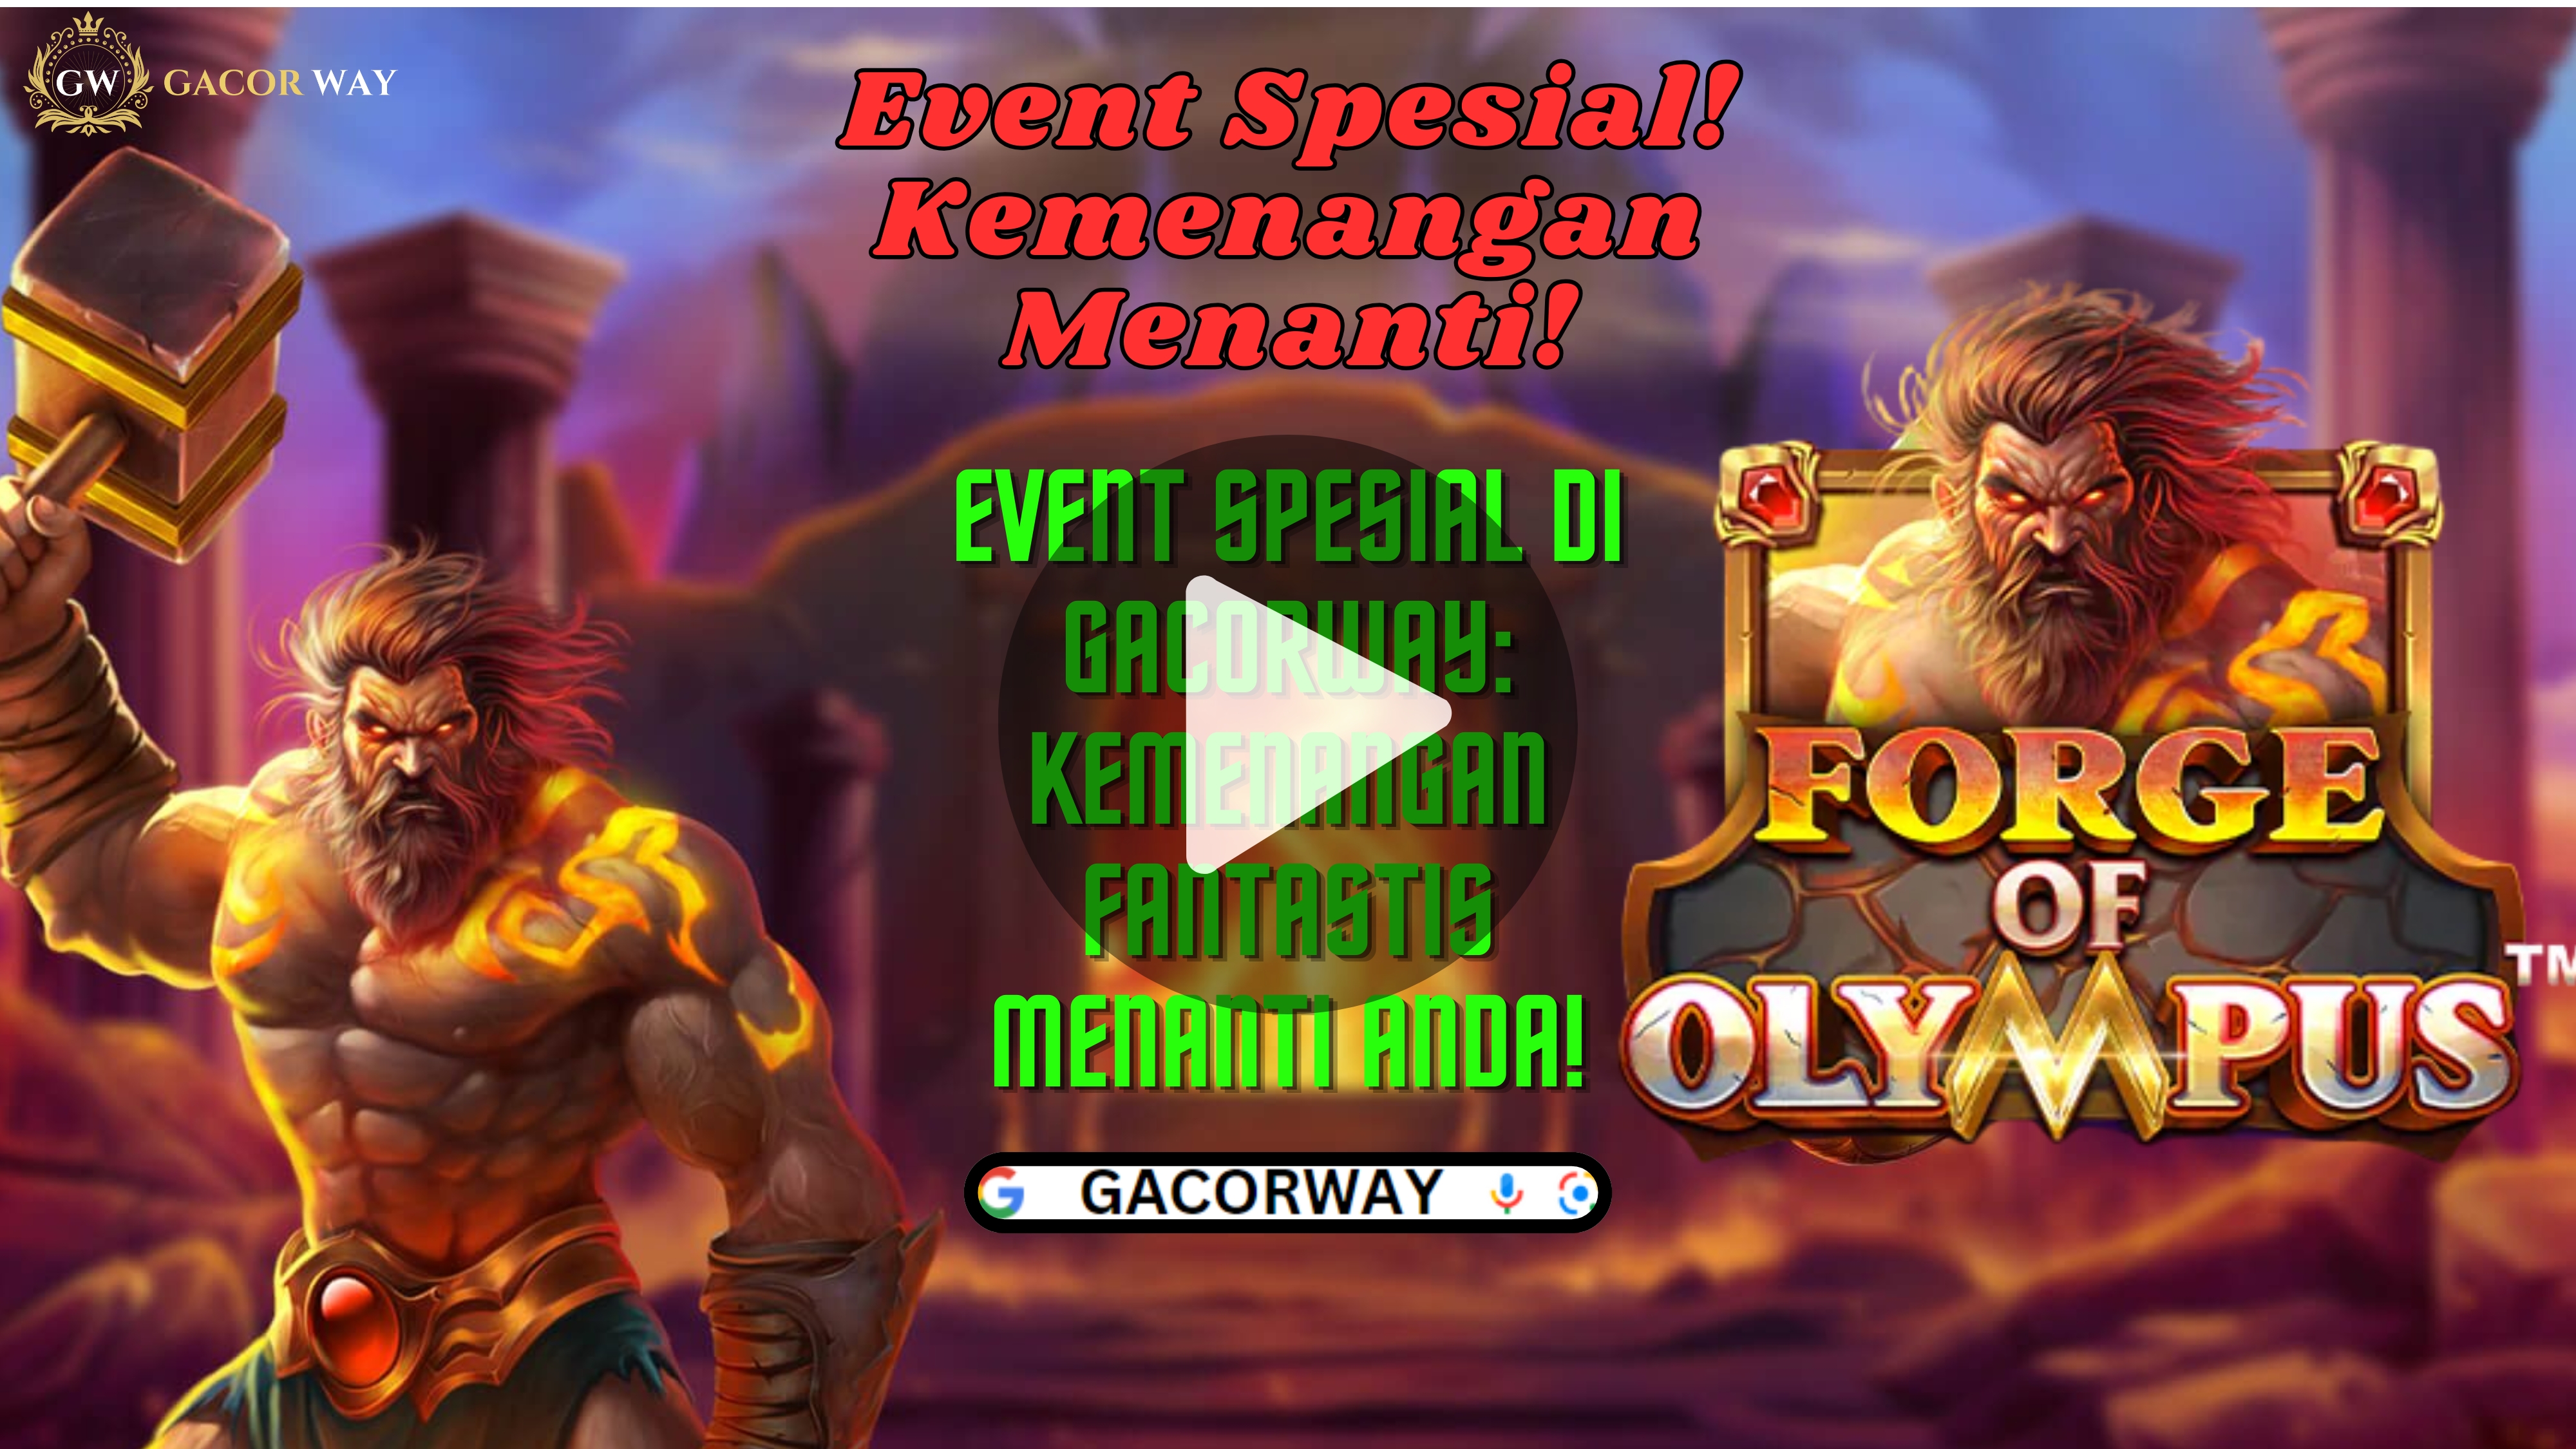 GW GACOR WAY
Event Spesial!
Kemenangan
Menanti!
EVENT SPESIAL DI
GACORWAY:
KEMENANGAN
FANTASTIS
MENANTI ANDA!
FORGE
OF
OLYMPUS
TM
G GACORWAY